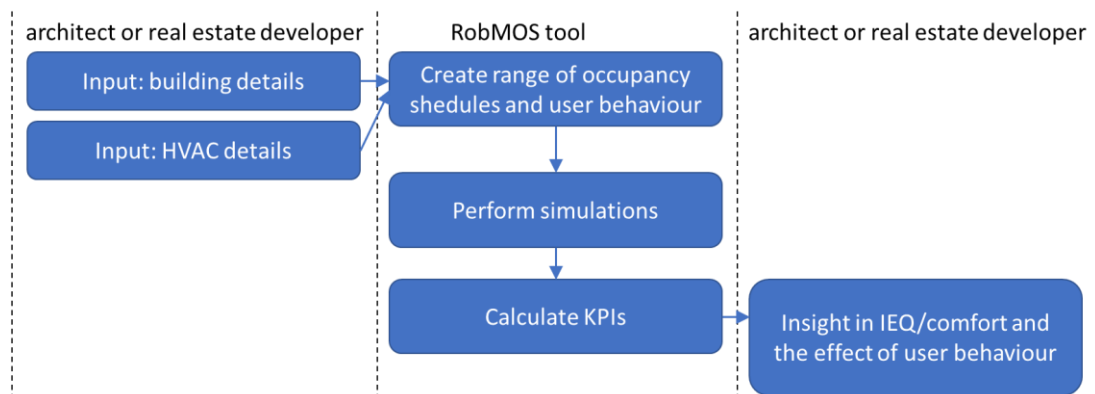 architect or real estate developer
RobMOS tool
architect or real estate developer
Input: building details
Input: HVAC details
Create range of occupancy
shedules and user behaviour
Perform simulations
Calculate KPIs
Insight in IEQ/comfort and
the effect of user behaviour